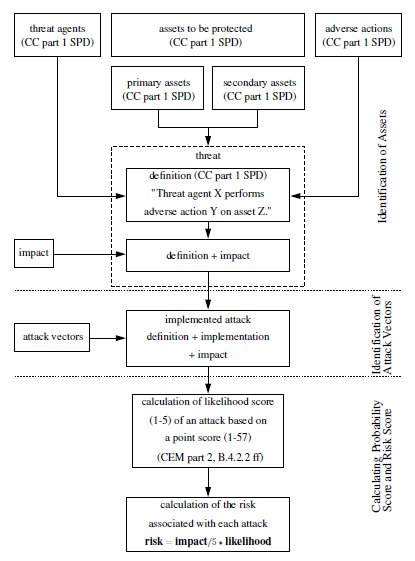 threat agents
(CC part 1 SPD)
assets to be protected
(CC part 1 SPD)
adverse actions
(CC part 1 SPD)
primary assets
(CC part 1 SPD)
secondary assets
(CC part 1 SPD)
threat
definition (CC part 1 SPD)
"Threat agent X performs
adverse action Y on asset Z."
impact
definition + impact
Identification of Assets
implemented attack
definition + implementation
+ impact
attack vectors
Identification of
Attack Vectors
calculation of likelihood score
(1-5) of an attack based on
a point score (1-57)
(CEM part 2, B.4.2.2 ff)
calculation of the risk
associated with each attack
risk = impact/5 * likelihood
Calculating Probability
Score and Risk Score